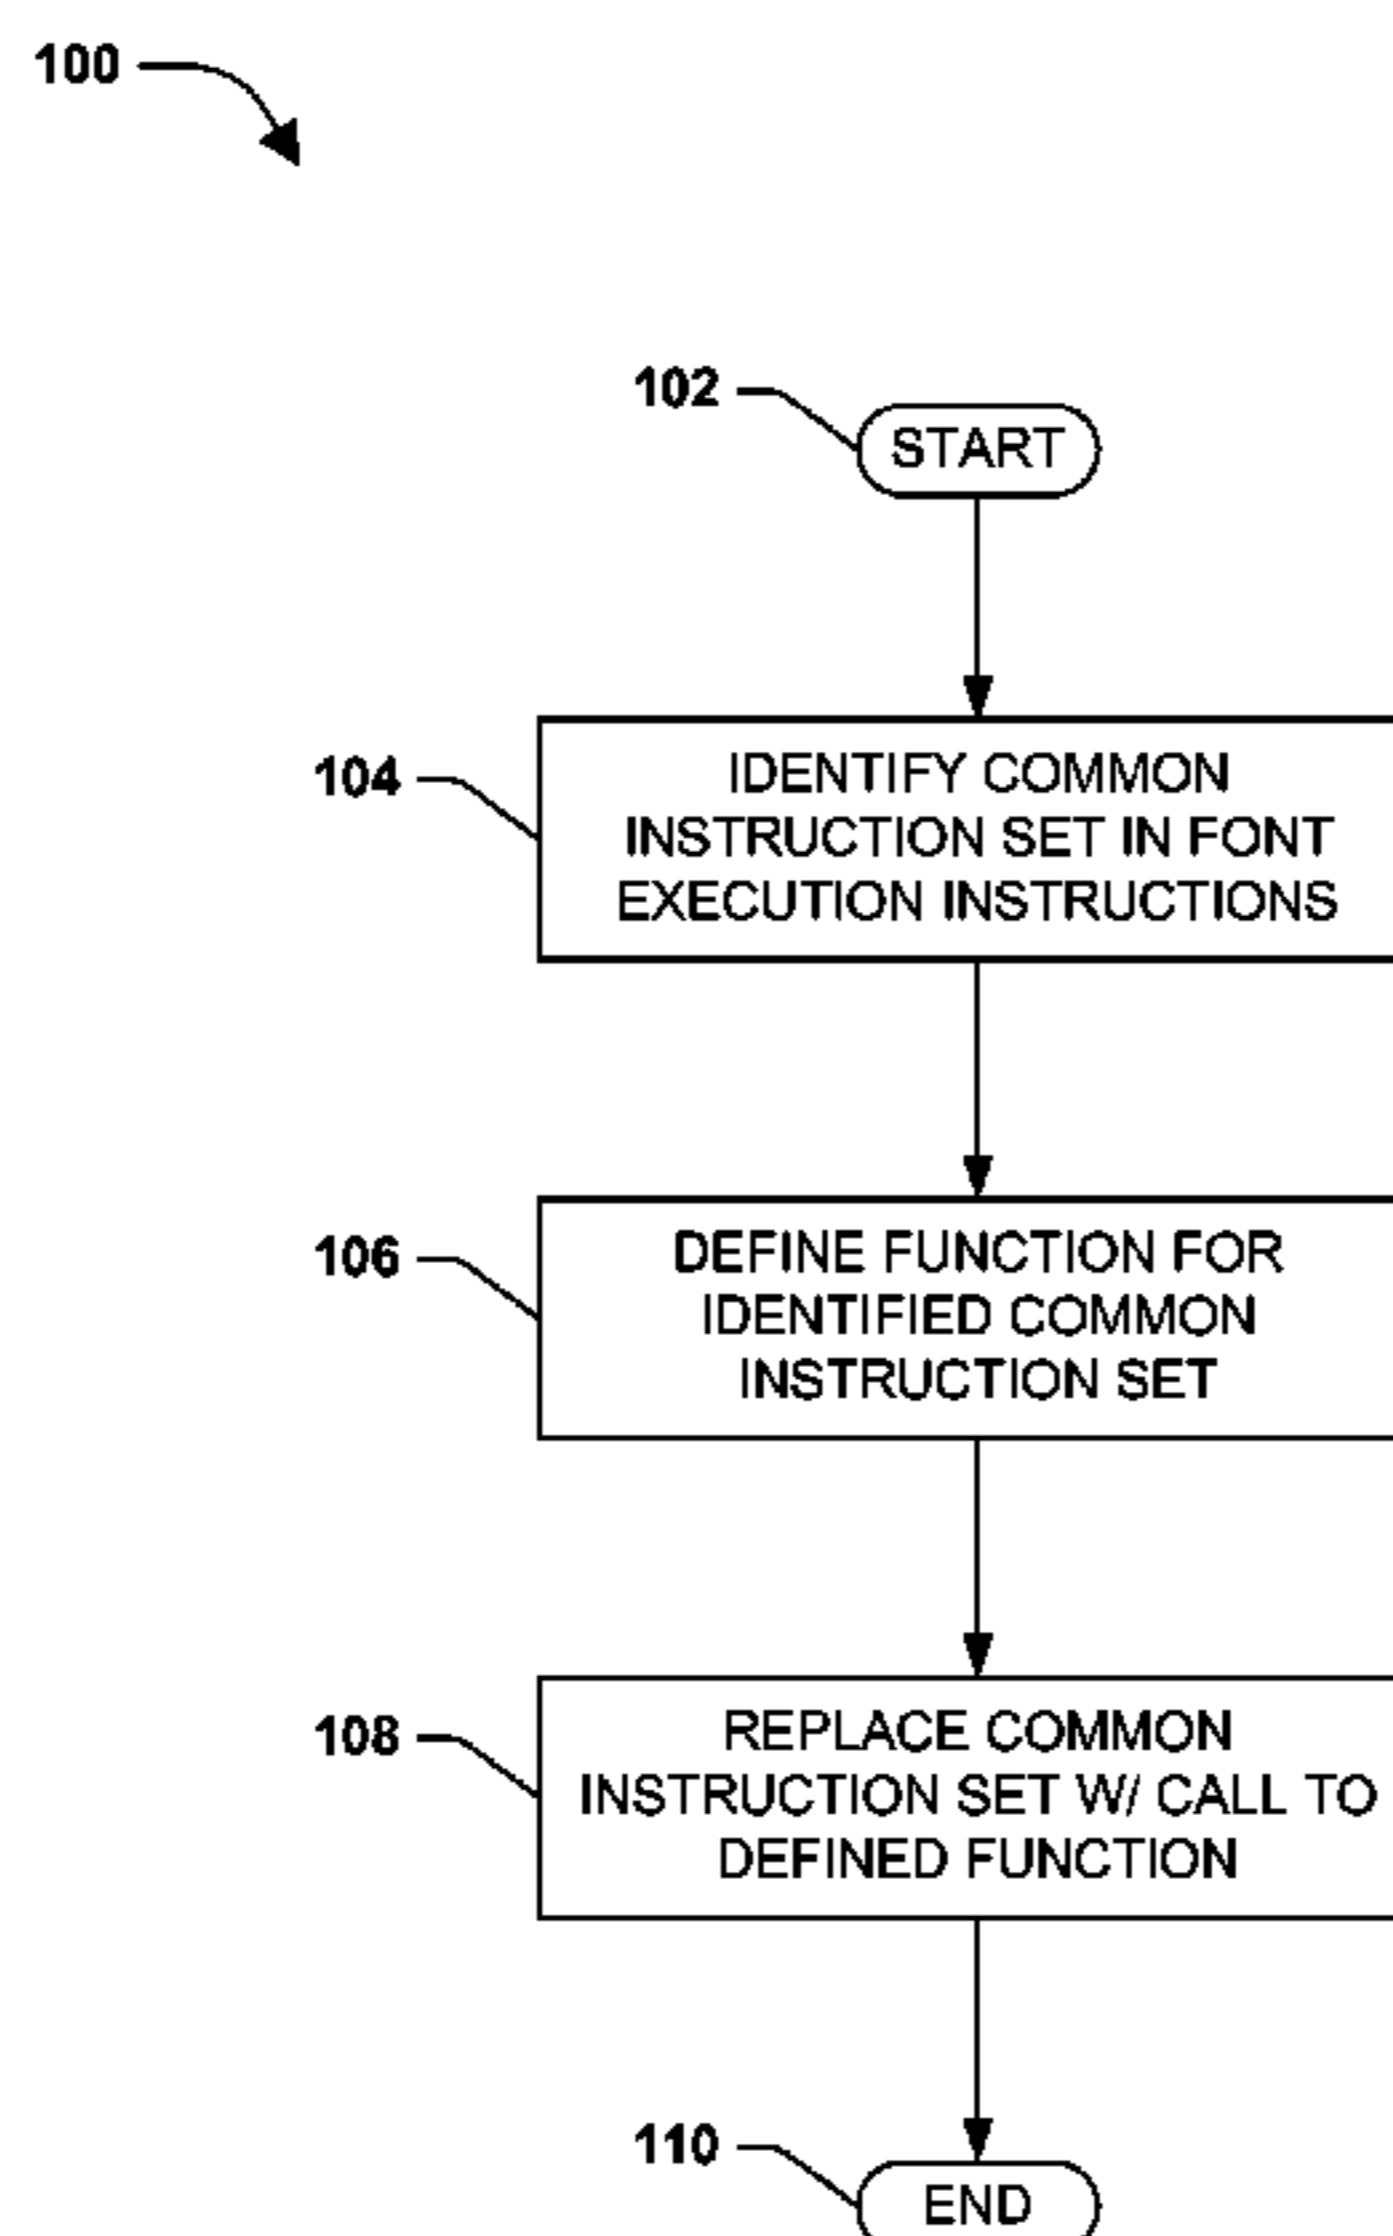 100
102
START
104
IDENTIFY COMMON
INSTRUCTION SET IN FONT
EXECUTION INSTRUCTIONS
106
DEFINE FUNCTION FOR
IDENTIFIED COMMON
INSTRUCTION SET
108
REPLACE COMMON
INSTRUCTION SET W/ CALL TO
DEFINED FUNCTION
110
END